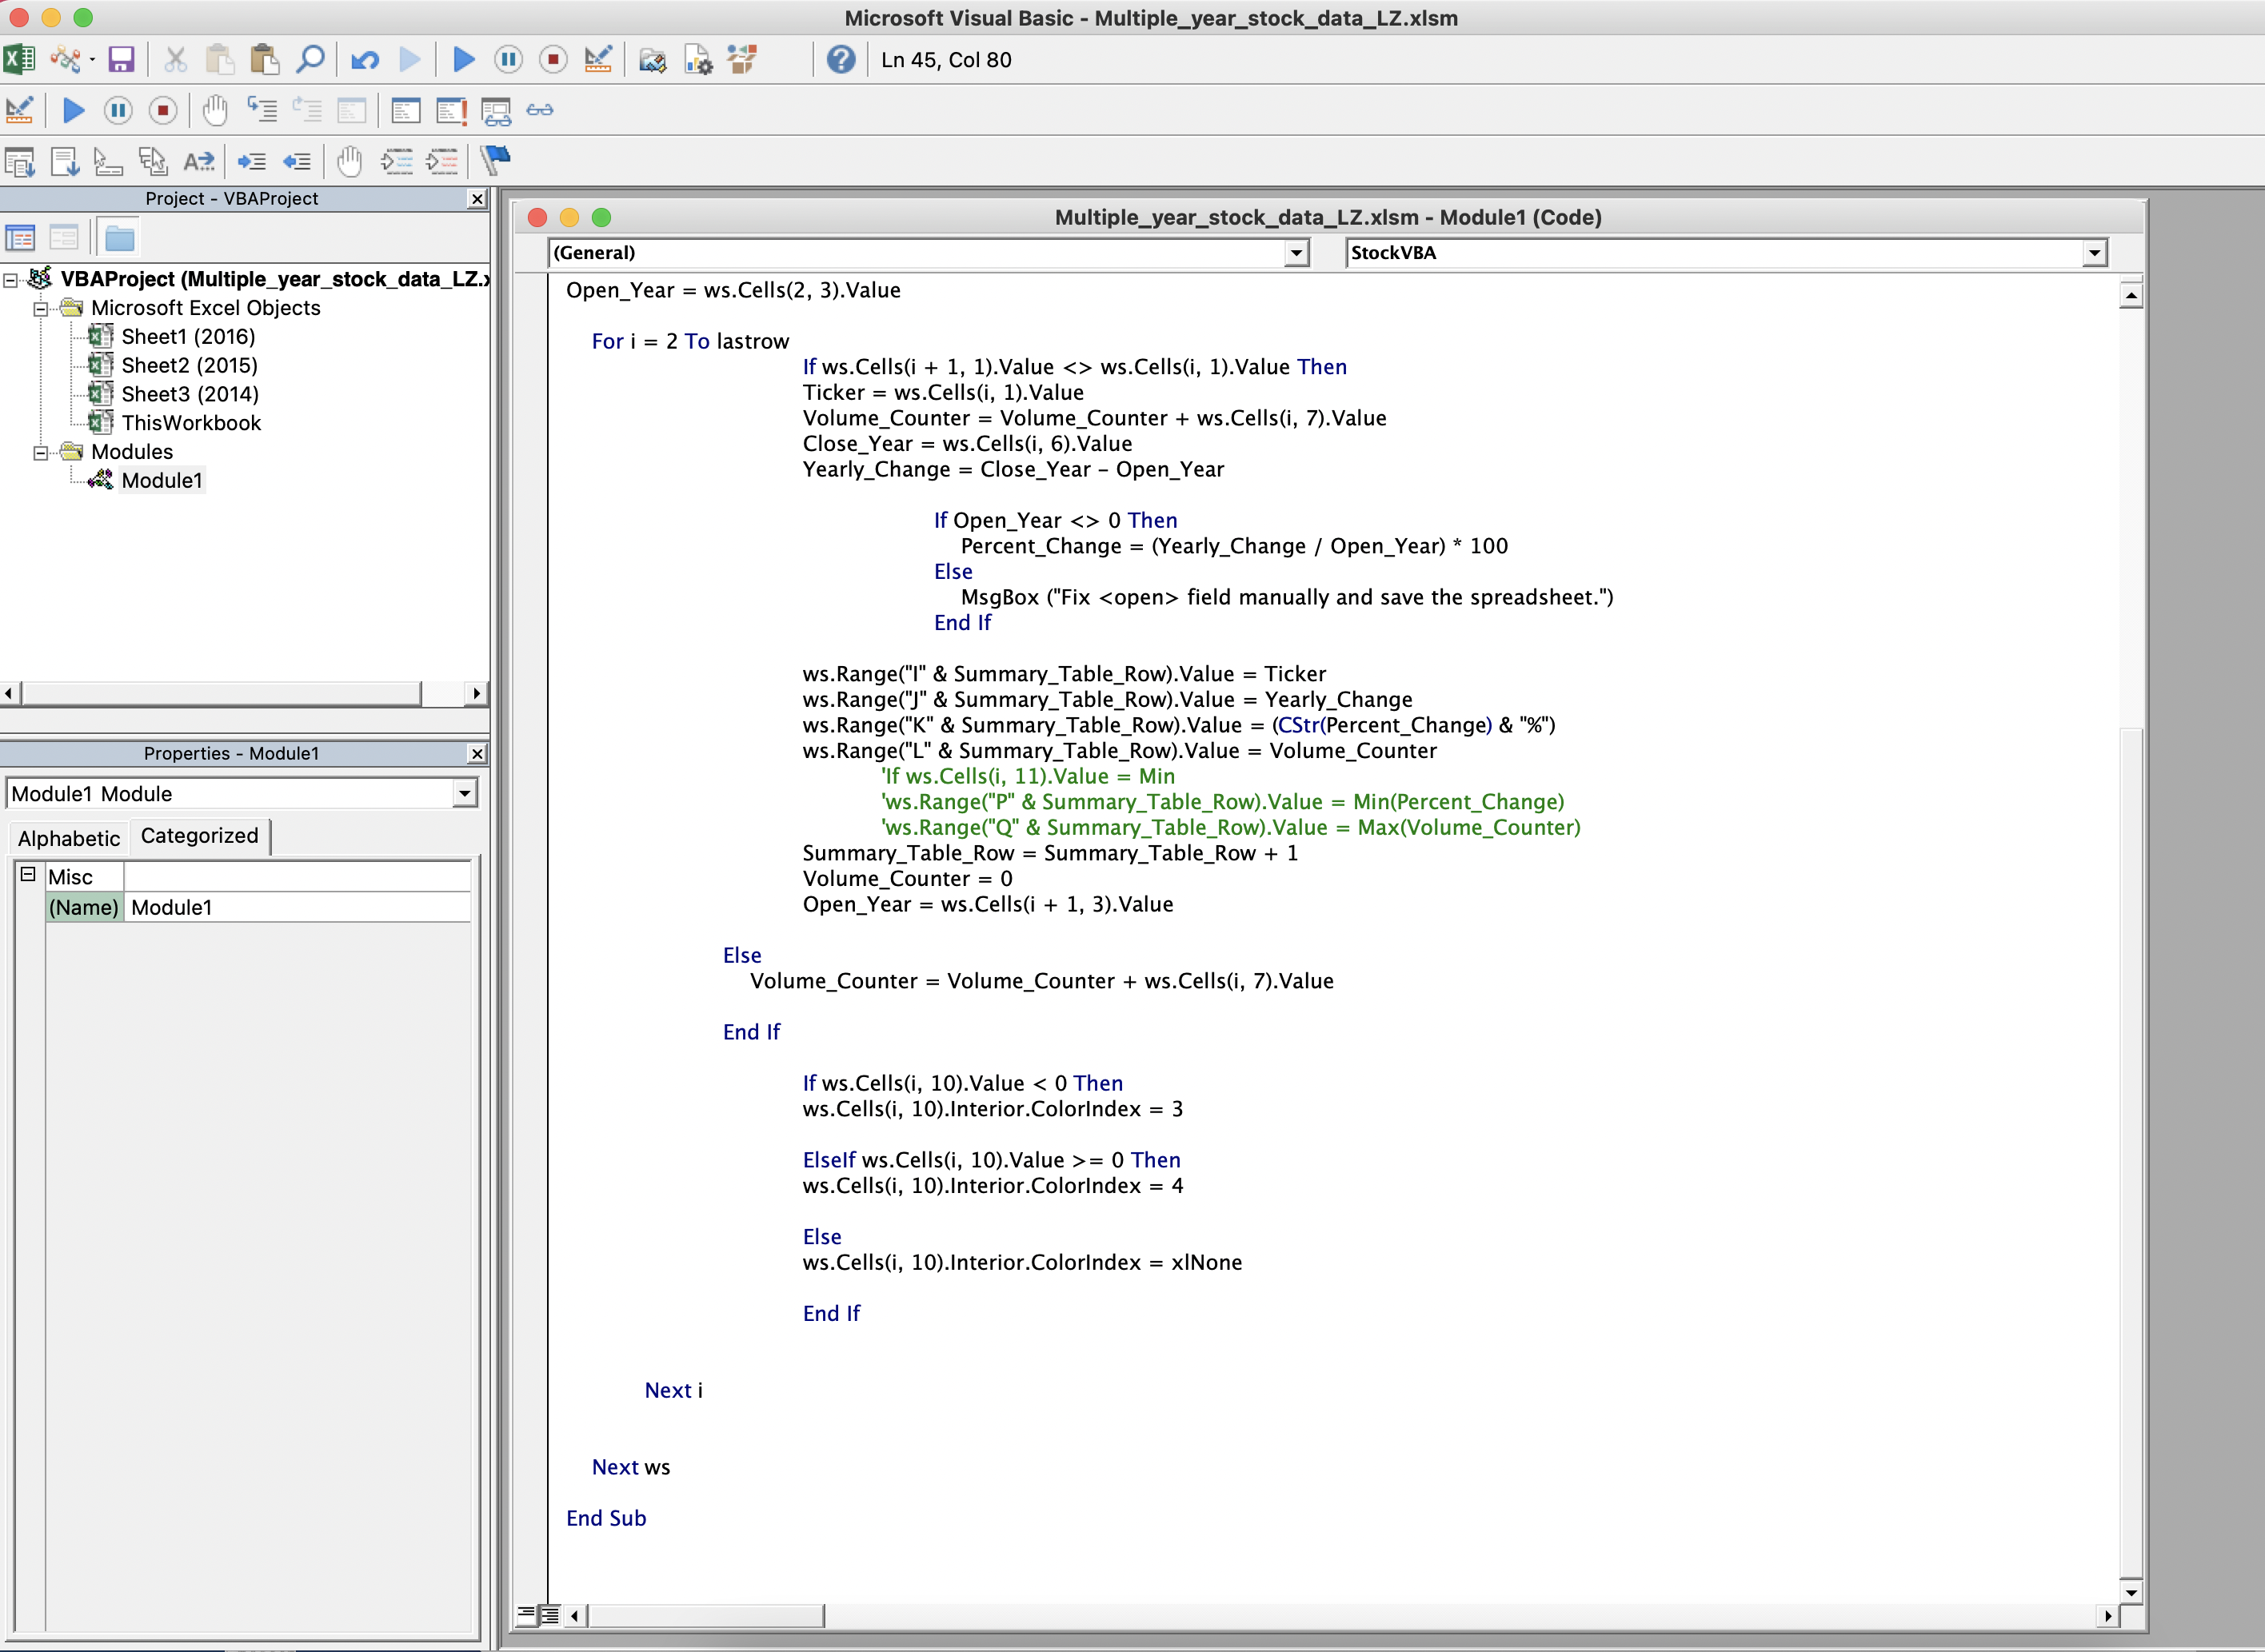 Microsoft Visual Basic - Multiple_year_stock_data_LZ.xlsm
Ln 45, Col 80
Project - VBAProject
VBAProject (Multiple_year_stock_data_LZ.x
Microsoft Excel Objects
Sheet1 (2016)
Sheet2 (2015)
Sheet3 (2014)
ThisWorkbook
Modules
Module1
Properties - Module1
Module1 Module
Alphabetic
Categorized
Misc
(Name) Module1
Multiple_year_stock_data_LZ.xlsm - Module1 (Code)
(General)
StockVBA
Open_Year = ws.Cells(2, 3).Value
For i = 2 To lastrow
If ws.Cells(i + 1, 1).Value <> ws.Cells(i, 1).Value Then
Ticker = ws.Cells(i, 1).Value
Volume_Counter = Volume_Counter + ws.Cells(i, 7).Value
Close_Year = ws.Cells(i, 6).Value
Yearly_Change = Close_Year - Open_Year
If Open_Year <> 0 Then
Percent_Change = (Yearly_Change / Open_Year) * 100
Else
MsgBox ("Fix <open> field manually and save the spreadsheet.")
End If
ws.Range("I" & Summary_Table_Row).Value = Ticker
ws.Range("J" & Summary_Table_Row).Value = Yearly_Change
ws.Range("K" & Summary_Table_Row).Value = (CStr(Percent_Change) & "%")
ws.Range("L" & Summary_Table_Row).Value = Volume_Counter
'If ws.Cells(i, 11).Value = Min
'ws.Range("P" & Summary_Table_Row).Value = Min(Percent_Change)
'ws.Range("Q" & Summary_Table_Row).Value = Max(Volume_Counter)
Summary_Table_Row = Summary_Table_Row + 1
Volume_Counter = 0
Open_Year = ws.Cells(i + 1, 3).Value
Else
Volume_Counter = Volume_Counter + ws.Cells(i, 7).Value
End If
If ws.Cells(i, 10).Value < 0 Then
ws.Cells(i, 10).Interior.ColorIndex = 3
ElseIf ws.Cells(i, 10).Value >= 0 Then
ws.Cells(i, 10).Interior.ColorIndex = 4
Else
ws.Cells(i, 10).Interior.ColorIndex = xlNone
End If
Next i
Next ws
End Sub